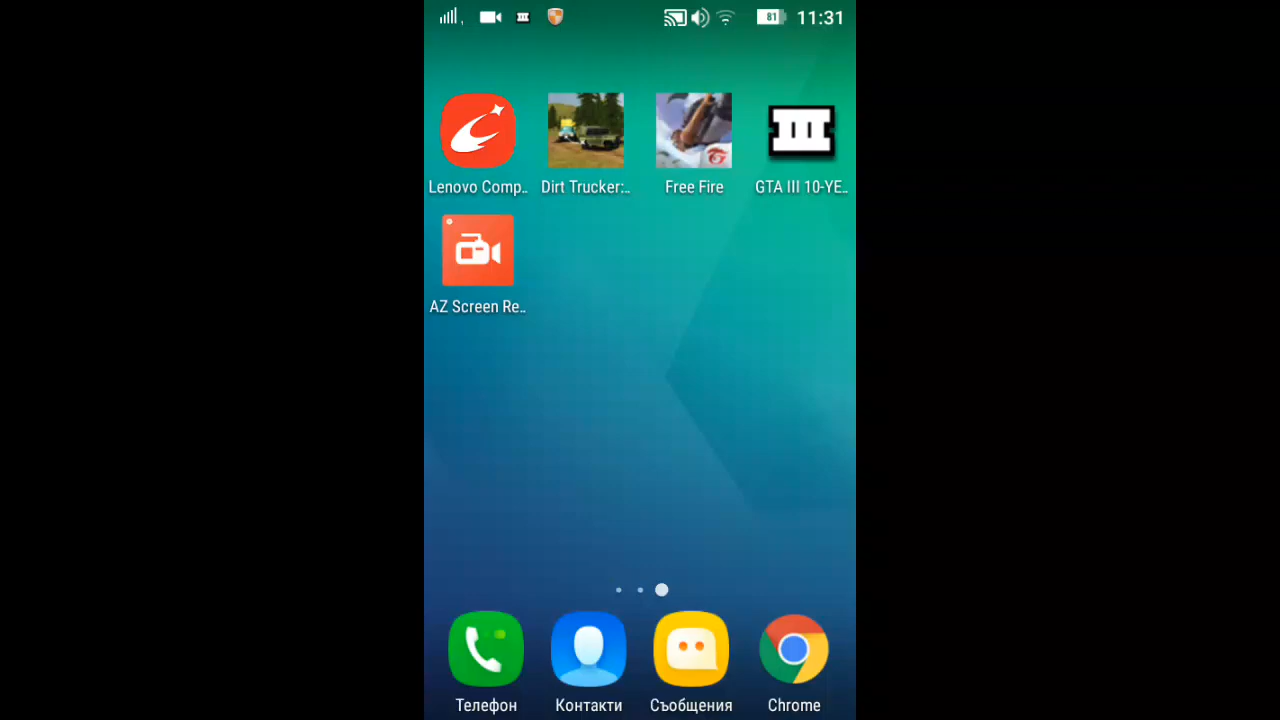 81 11:31
Lenovo Comp.. Dirt Trucker:.. Free Fire GTA III 10-YE..
AZ Screen Re..
Телефон Контакти Съобщения Chrome